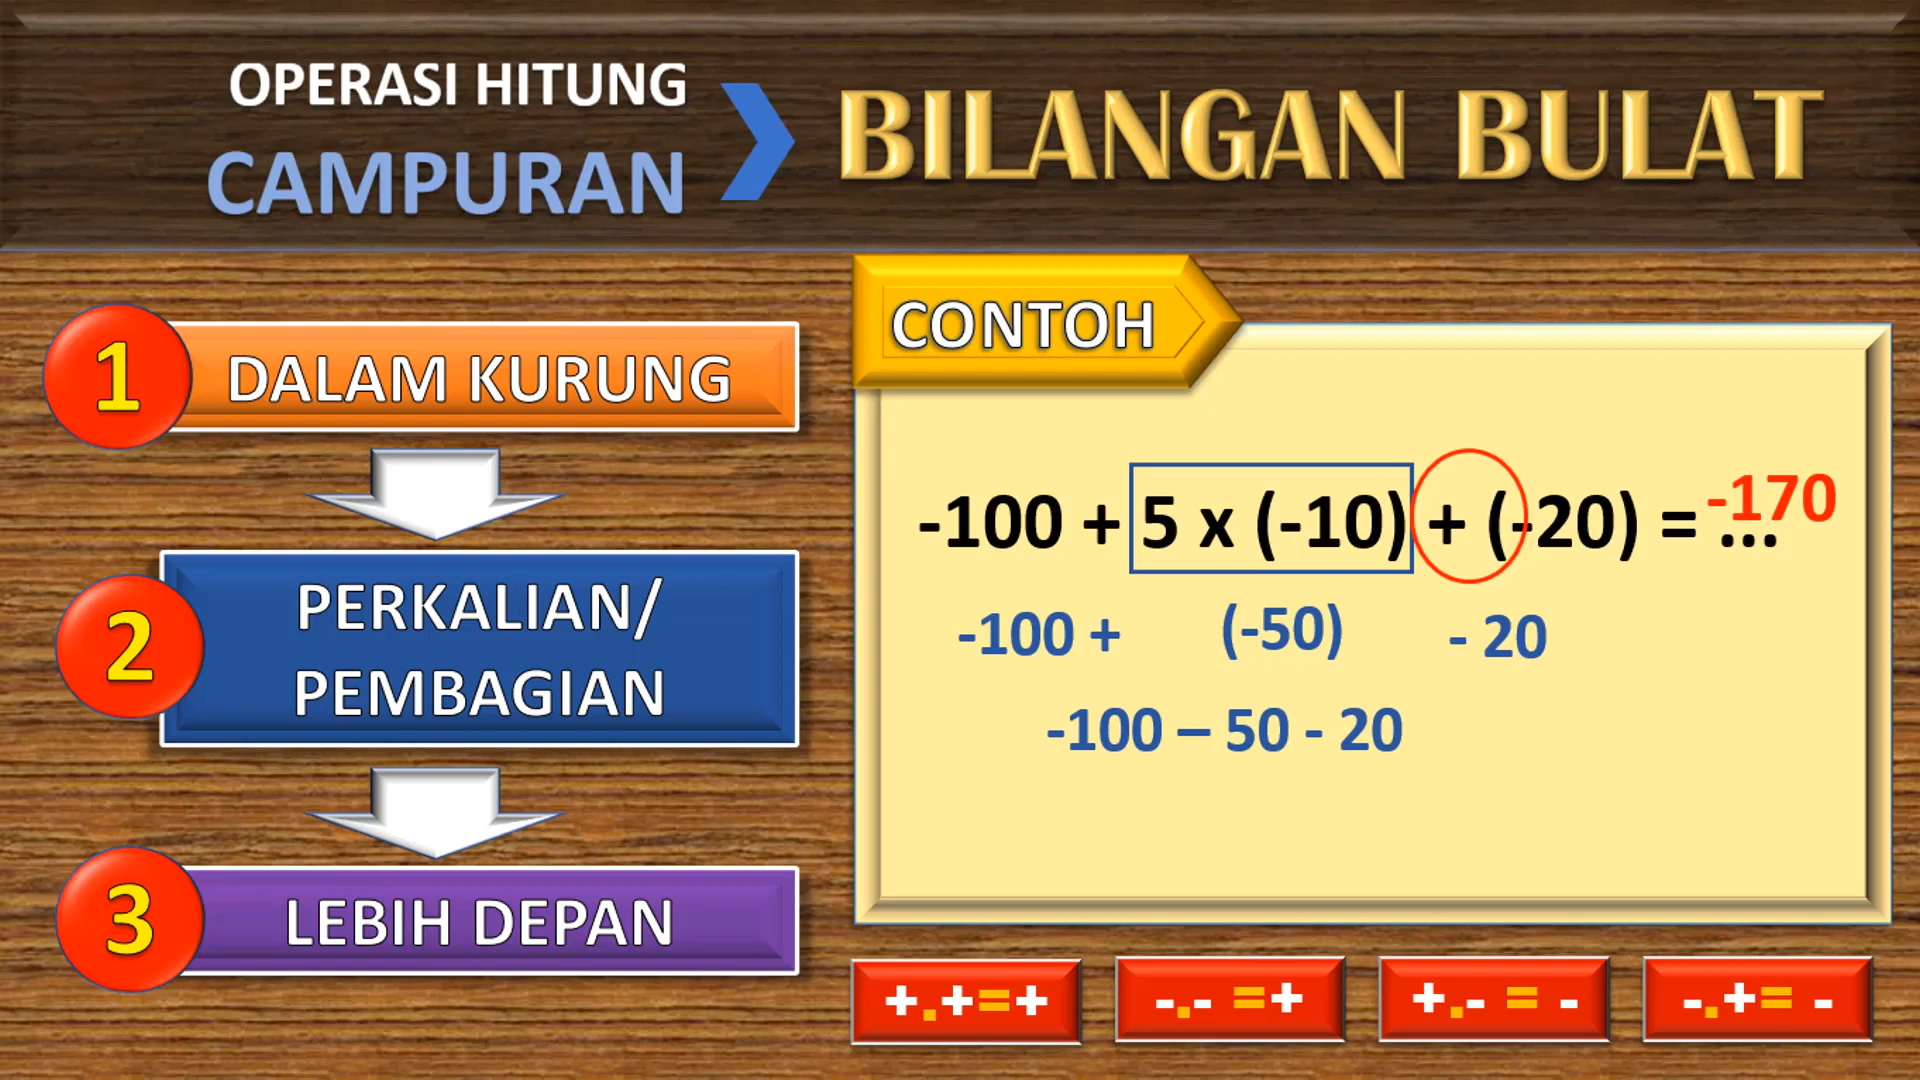 OPERASI HITUNG
CAMPURAN
BILANGAN BULAT
1
DALAM KURUNG
2
PERKALIAN/
PEMBAGIAN
3
LEBIH DEPAN
CONTOH
-100 + 5 x (-10) + (-20) = ...
-170
-100 + (-50) - 20
-100 – 50 - 20
+.+=+
-.- =+
+.- = -
-.+= -